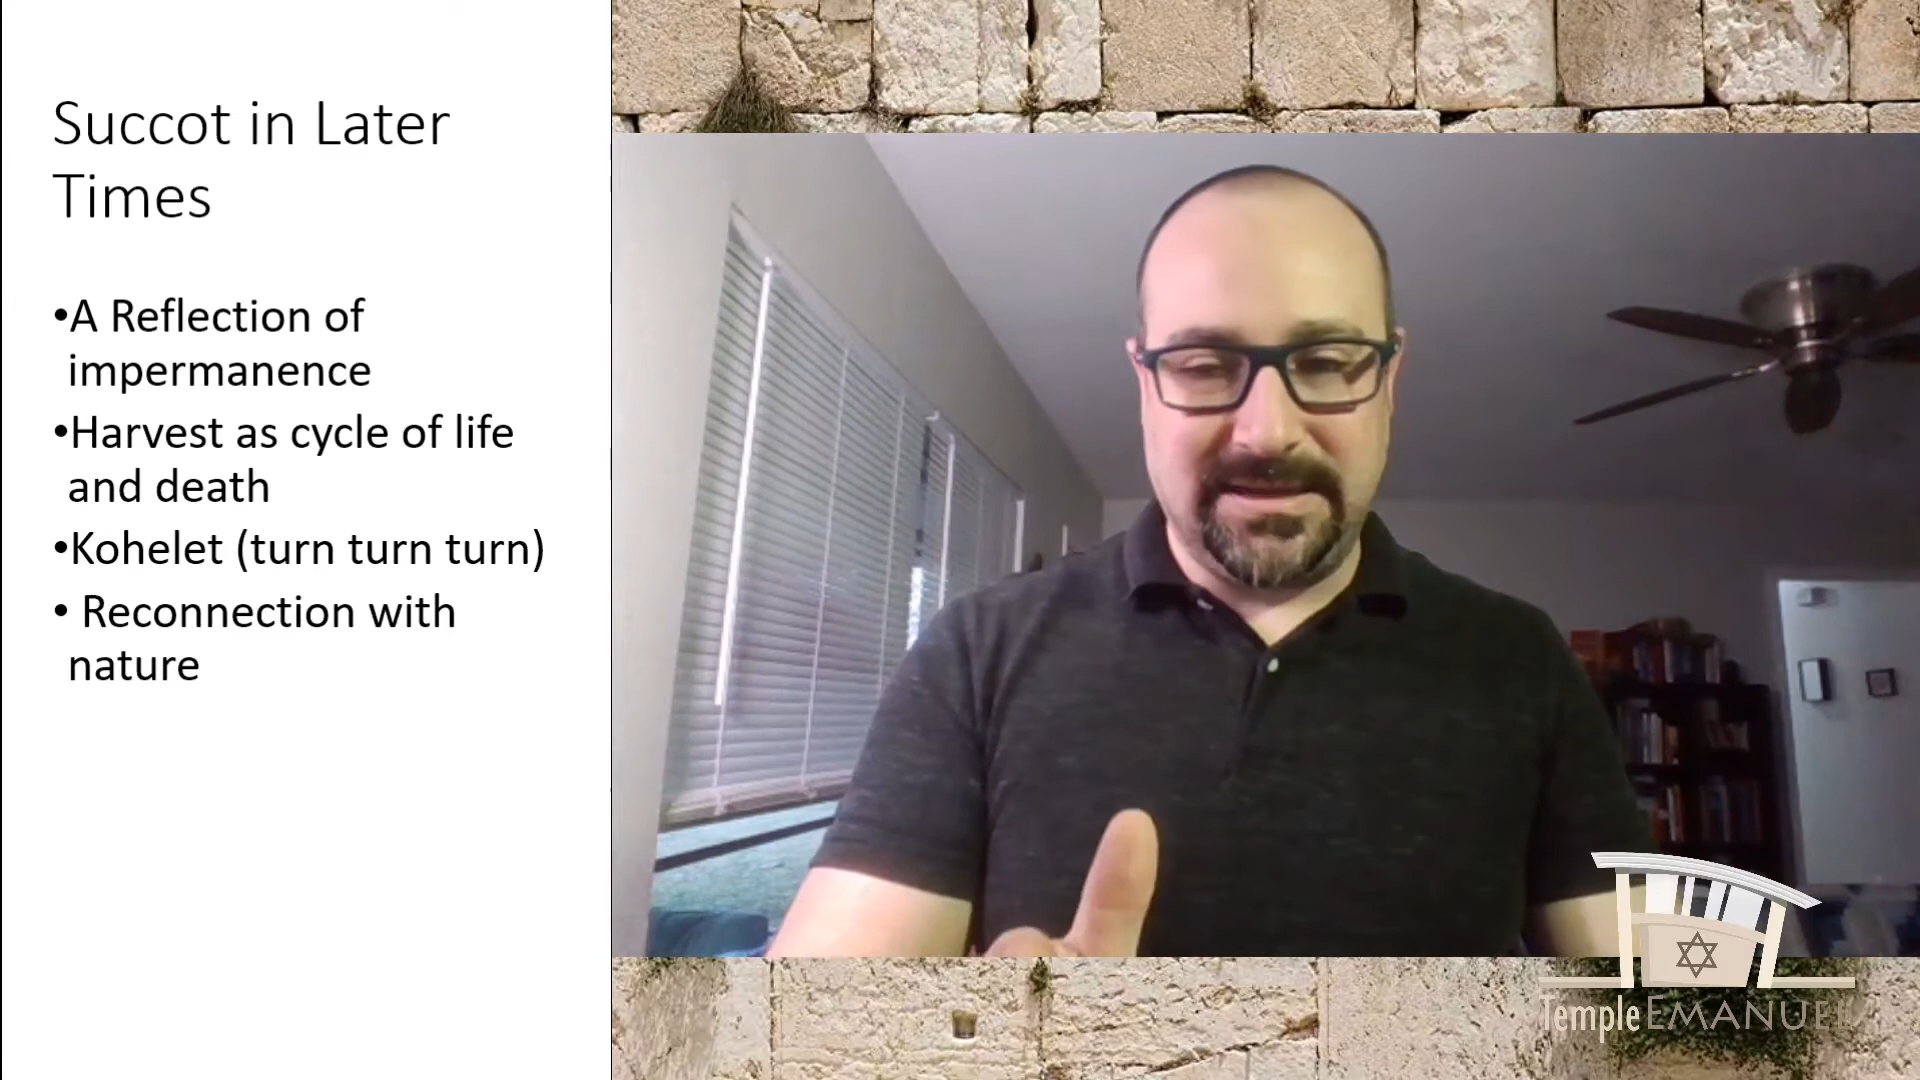 Succot in Later
Times
•A Reflection of
impermanence
•Harvest as cycle of life
and death
•Kohelet (turn turn turn)
• Reconnection with
nature
Temple EMANUEL